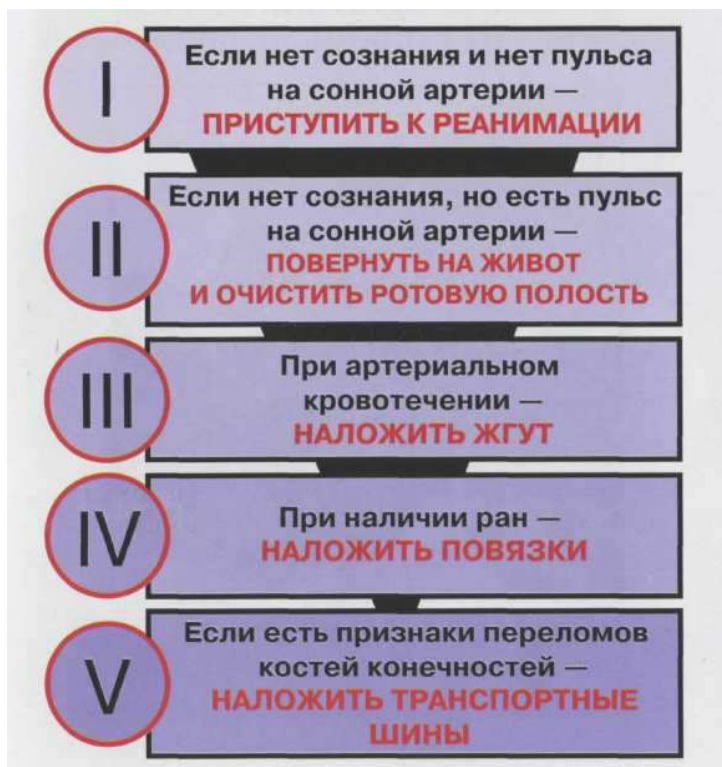 I
Если нет сознания и нет пульса
на сонной артерии —
ПРИСТУПИТЬ К РЕАНИМАЦИИ
II
Если нет сознания, но есть пульс
на сонной артерии —
ПОВЕРНУТЬ НА ЖИВОТ
И ОЧИСТИТЬ РОТОВУЮ ПОЛОСТЬ
III
При артериальном
кровотечении —
НАЛОЖИТЬ ЖГУТ
IV
При наличии ран —
НАЛОЖИТЬ ПОВЯЗКИ
V
Если есть признаки переломов
костей конечностей —
НАЛОЖИТЬ ТРАНСПОРТНЫЕ
ШИНЫ